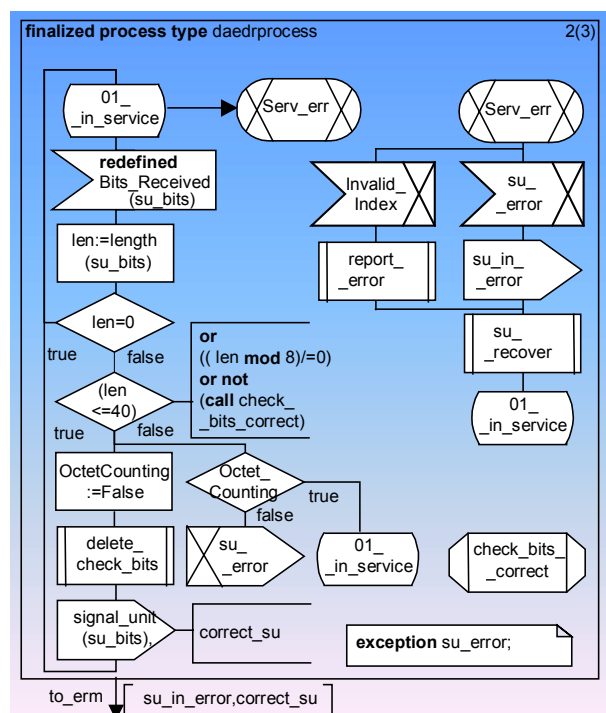 finalized process type daedrprocess 2(3)
01_
_in_service
Serv_err
Serv_err
redefined
Bits_Received
(su_bits)
Invalid_
Index
su_
_error
len:=length
(su_bits)
report_
_error
su_in_
_error
len=0
true
false
su_
_recover
or
(( len mod 8)/=0)
or not
(call check_
_bits_correct)
(len
<=40)
true
false
01_
_in_service
OctetCounting
:=False
Octet_
Counting
true
false
delete_
check_bits
su_
_error
01_
_in_service
check_bits_
_correct
signal_unit
(su_bits),
correct_su
exception su_error;
to_erm
su_in_error,correct_su